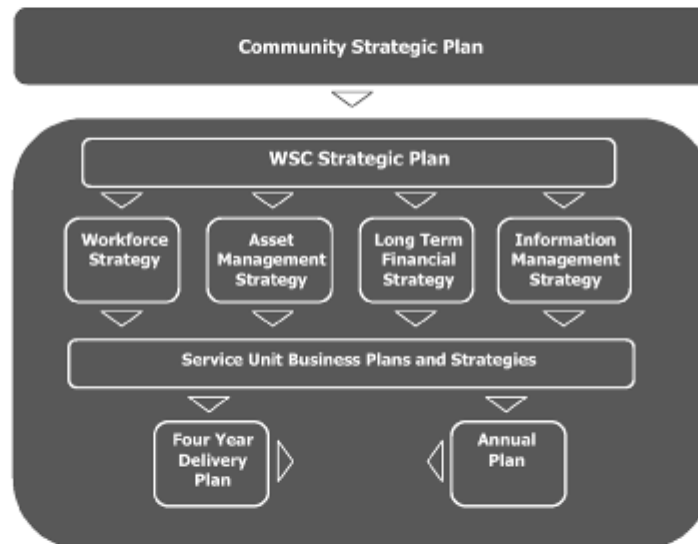 Community Strategic Plan
WSC Strategic Plan
Workforce
Strategy
Asset
Management
Strategy
Long Term
Financial
Strategy
Information
Management
Strategy
Service Unit Business Plans and Strategies
Four Year
Delivery
Plan
Annual
Plan